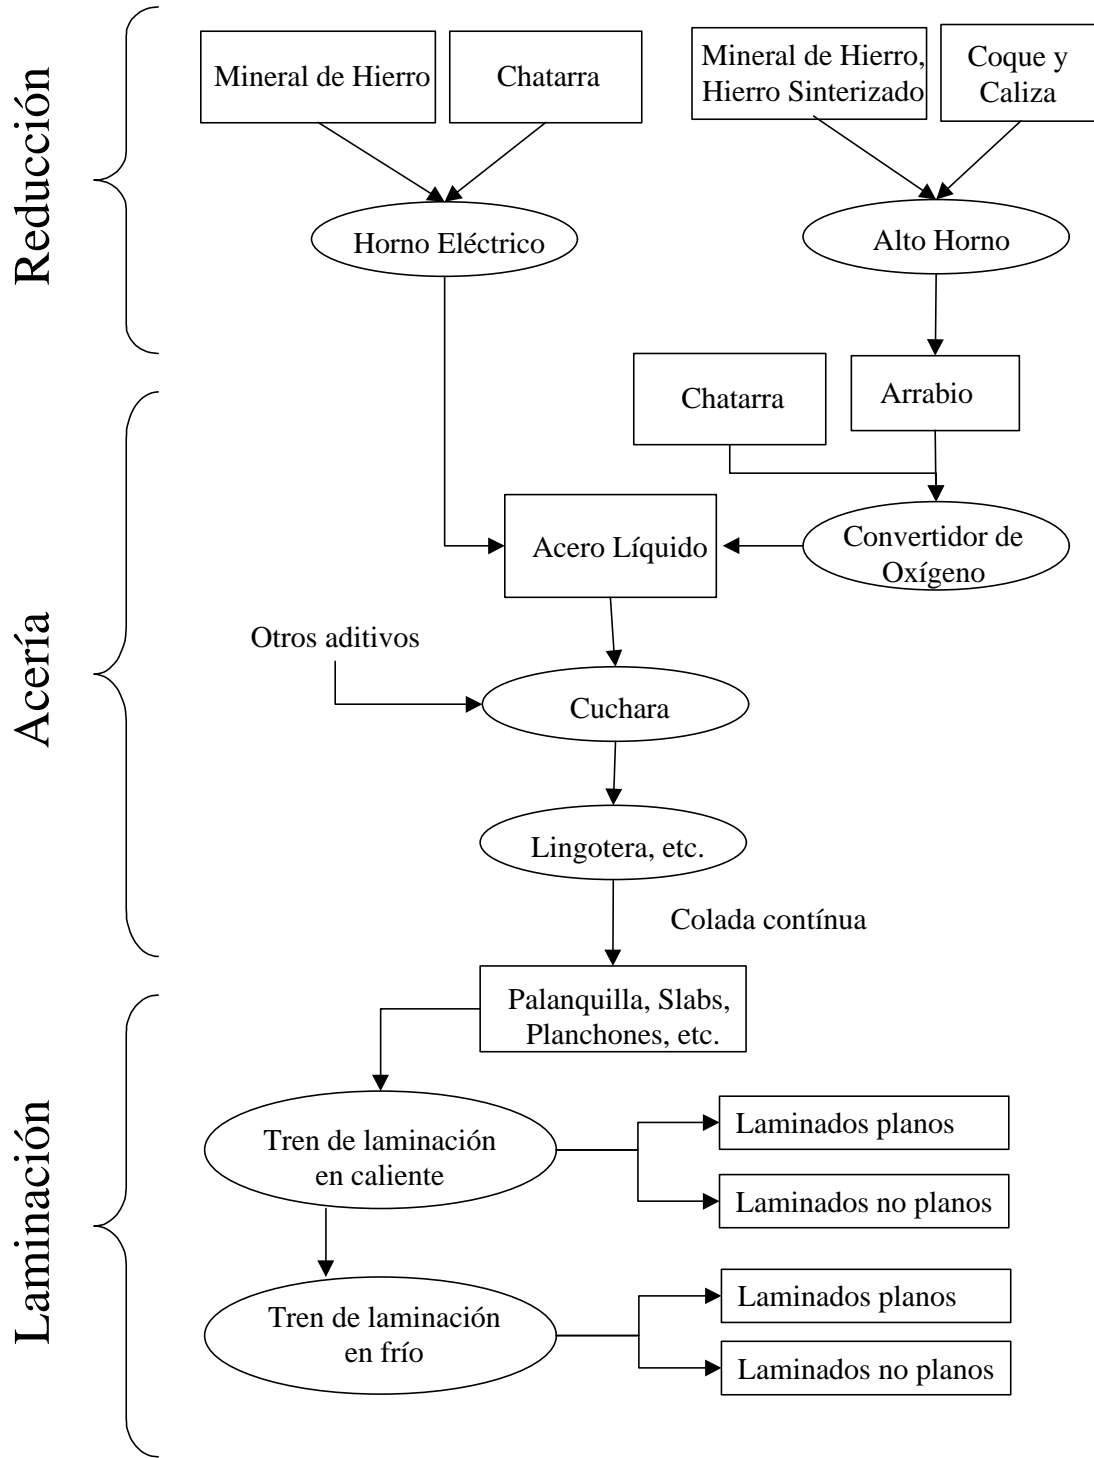 Reducción
Mineral de Hierro
Chatarra
Mineral de Hierro,
Hierro Sinterizado
Coque y
Caliza
Horno Eléctrico
Alto Horno
Acería
Chatarra
Arrabio
Acero Líquido
Convertidor de
Oxígeno
Otros aditivos
Cuchara
Lingotera, etc.
Colada contínua
Laminación
Palanquilla, Slabs,
Planchones, etc.
Tren de laminación
en caliente
Laminados planos
Laminados no planos
Tren de laminación
en frío
Laminados planos
Laminados no planos